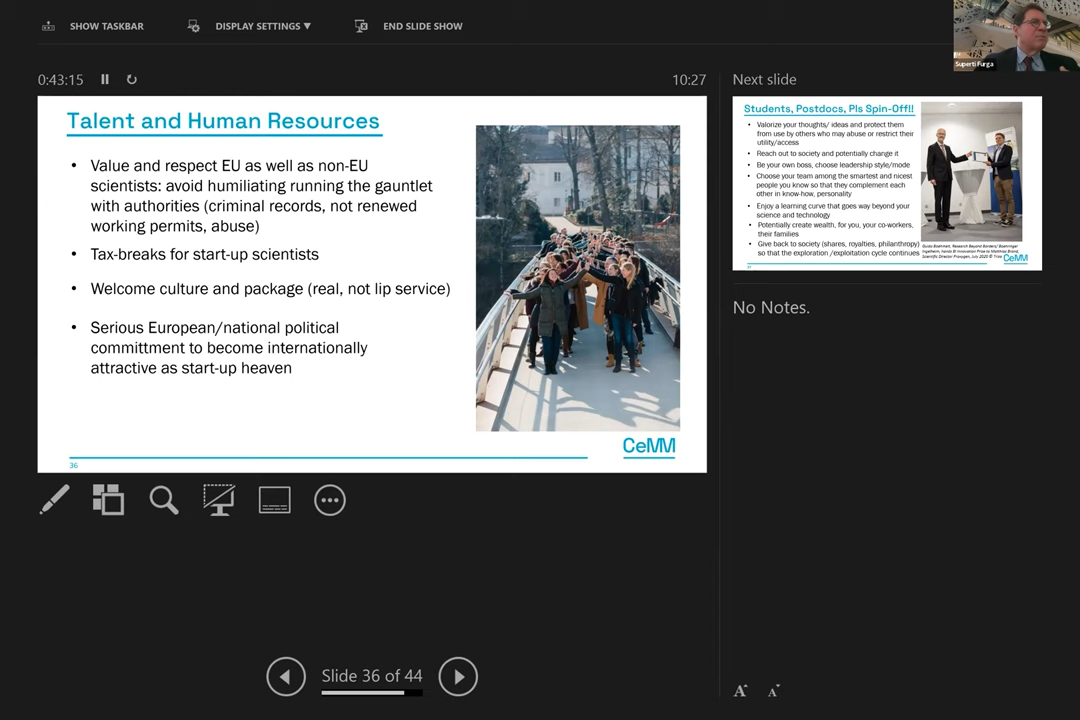 SHOW TASKBAR
DISPLAY SETTINGS ▼
END SLIDE SHOW
Superti Furga
0:43:15
10:27
Next slide
Talent and Human Resources
• Value and respect EU as well as non-EU
scientists: avoid humiliating running the gauntlet
with authorities (criminal records, not renewed
working permits, abuse)
• Tax-breaks for start-up scientists
• Welcome culture and package (real, not lip service)
• Serious European/national political
committment to become internationally
attractive as start-up heaven
CeMM
36
Students, Postdocs, PIs Spin-Off!!
• Valorize your thoughts/ ideas and protect them
from use by others who may abuse or restrict their
utility/access
• Reach out to society and potentially change it
• Be your own boss, choose leadership style/mode
• Choose your team among the smartest and nicest
people you know so that they complement each
other in know-how, personality
• Enjoy a learning curve that goes way beyond your
science and technology
• Potentially create wealth, for you, your co-workers,
their families
• Give back to society (shares, royalties, philanthropy)
so that the exploration /exploitation cycle continues
CeMM
No Notes.
Slide 36 of 44
A
A